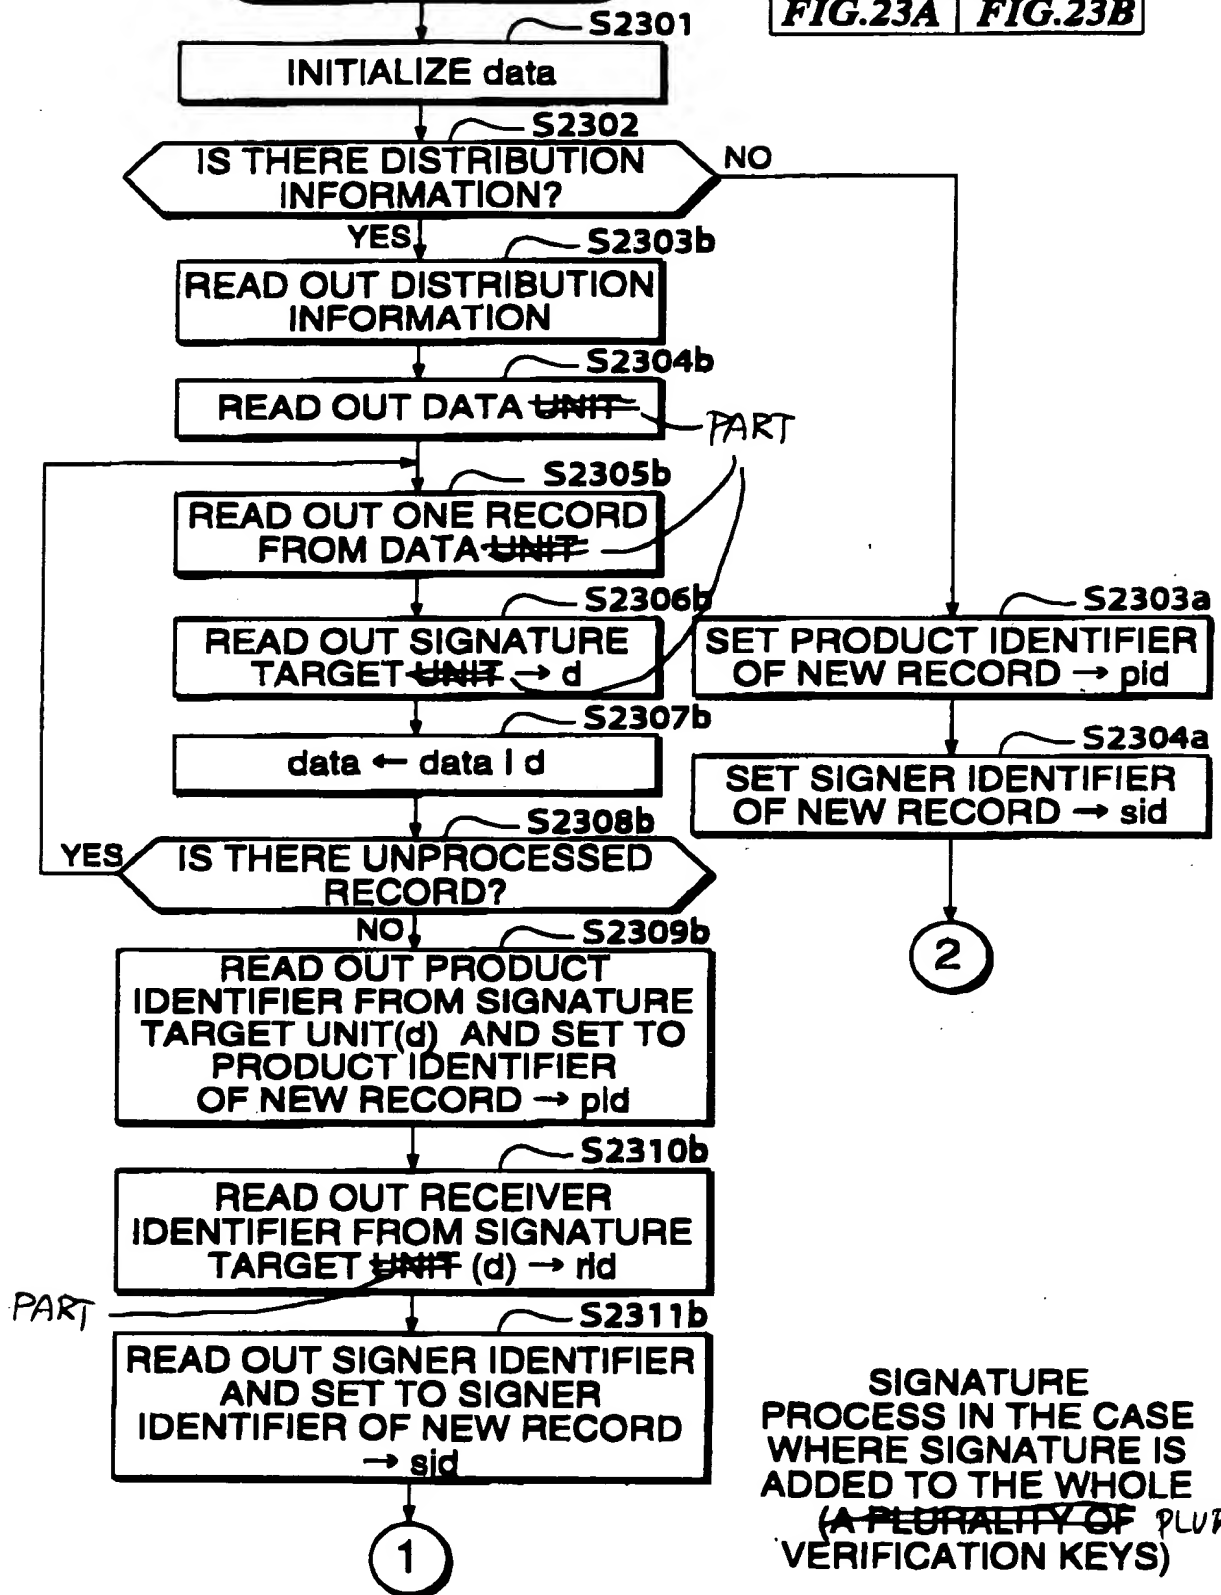 FIG.23A FIG.23B
S2301
INITIALIZE data
S2302
IS THERE DISTRIBUTION
INFORMATION?
NO
YES
S2303b
READ OUT DISTRIBUTION
INFORMATION
S2304b
READ OUT DATA UNIT
PART
S2305b
READ OUT ONE RECORD
FROM DATA UNIT
S2306b
READ OUT SIGNATURE
TARGET UNIT → d
S2307b
data ← data | d
S2308b
YES
IS THERE UNPROCESSED
RECORD?
NO
S2309b
READ OUT PRODUCT
IDENTIFIER FROM SIGNATURE
TARGET UNIT(d) AND SET TO
PRODUCT IDENTIFIER
OF NEW RECORD → pid
S2310b
READ OUT RECEIVER
IDENTIFIER FROM SIGNATURE
TARGET UNIT (d) → rid
PART
S2311b
READ OUT SIGNER IDENTIFIER
AND SET TO SIGNER
IDENTIFIER OF NEW RECORD
→ sid
1
S2303a
SET PRODUCT IDENTIFIER
OF NEW RECORD → pid
S2304a
SET SIGNER IDENTIFIER
OF NEW RECORD → sid
2
SIGNATURE
PROCESS IN THE CASE
WHERE SIGNATURE IS
ADDED TO THE WHOLE
(A PLURALITY OF
VERIFICATION KEYS)